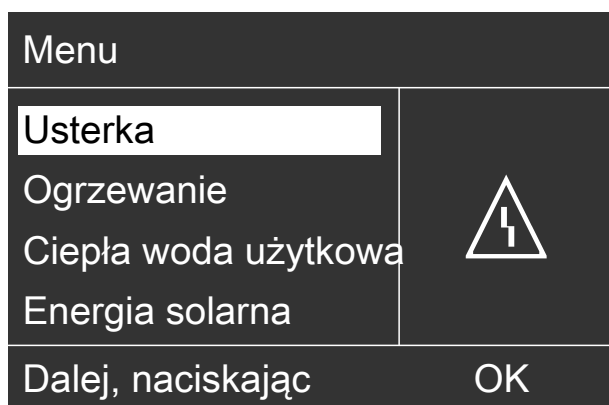 Menu
Usterka
Ogrzewanie
Ciepła woda użytkowa
Energia solarna
Dalej, naciskając OK